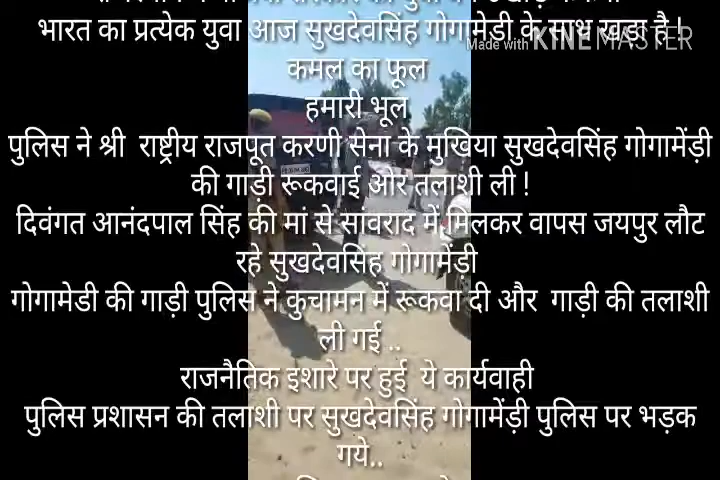 भारत का प्रत्येक युवा आज सुखदेवसिंह गोगामेडी के साथ खड़ा है !
Made with KINEMASTER
कमल का फूल
हमारी भूल
पुलिस ने श्री राष्ट्रीय राजपूत करणी सेना के मुखिया सुखदेवसिंह गोगामेंड़ी
की गाड़ी रूकवाई और तलाशी ली !
दिवंगत आनंदपाल सिंह की मां से सांवराद में मिलकर वापस जयपुर लौट
रहे सुखदेवसिंह गोगामेंडी
गोगामेडी की गाड़ी पुलिस ने कुचामन में रूकवा दी और गाड़ी की तलाशी
ली गई ..
राजनैतिक इशारे पर हुई ये कार्यवाही
पुलिस प्रशासन की तलाशी पर सुखदेवसिंह गोगामेंड़ी पुलिस पर भड़क
गये..